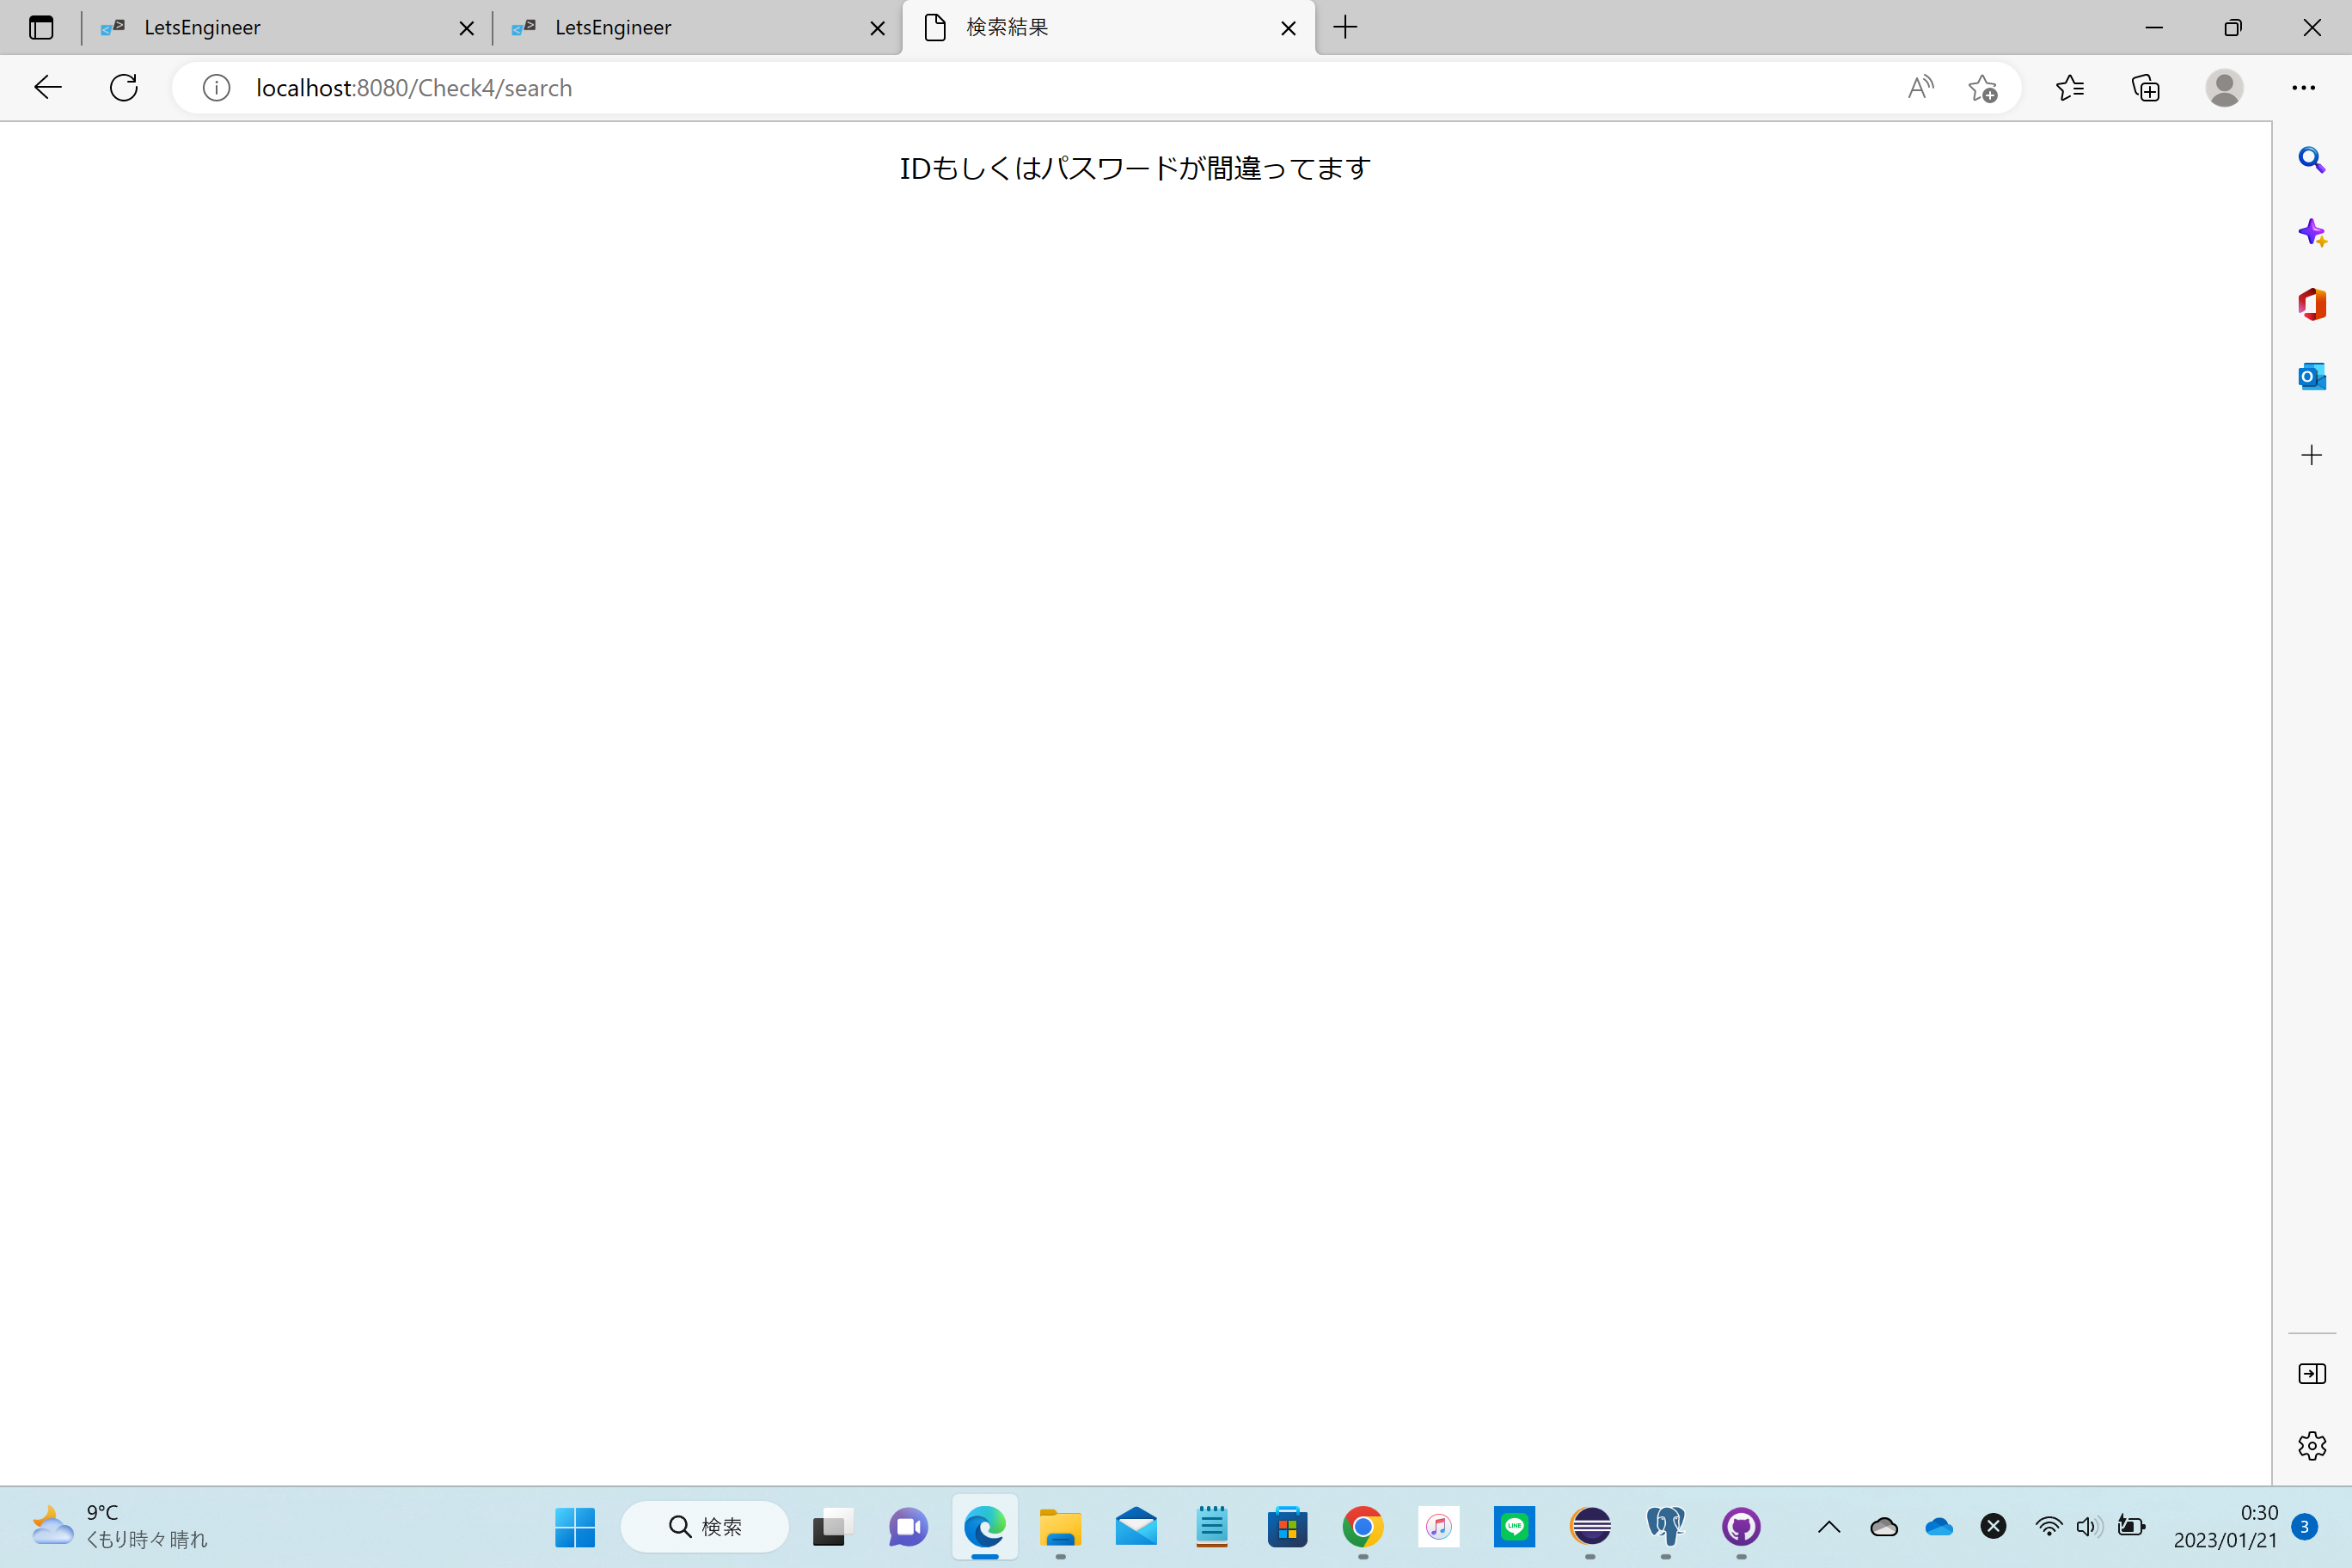 LetsEngineer
LetsEngineer
検索結果
localhost:8080/Check4/search
IDもしくはパスワードが間違ってます
9°C
くもり時々晴れ
検索
0:30
2023/01/21
3